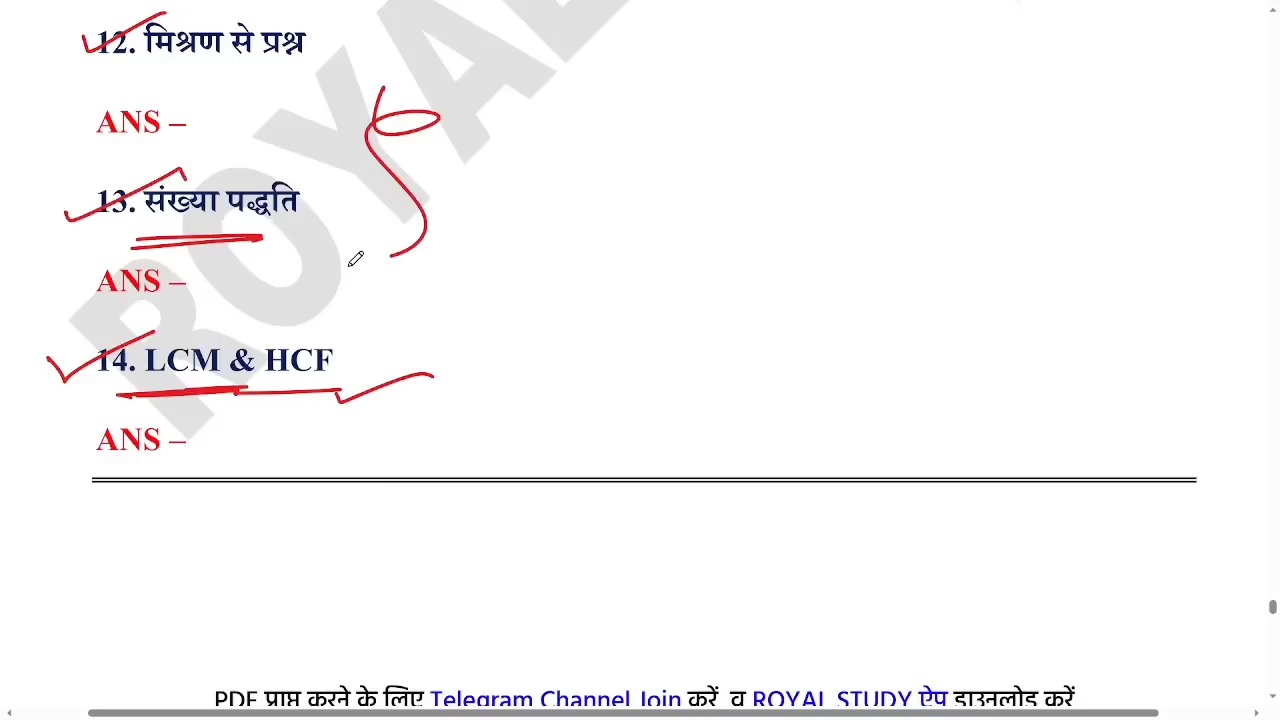 12. मिश्रण से प्रश्न
ANS –
13. संख्या पद्धति
ANS –
14. LCM & HCF
ANS –
ROYAL
PDF प्राप्त करने के लिए Telegram Channel Join करें व ROYAL STUDY ऐप डाउनलोड करें